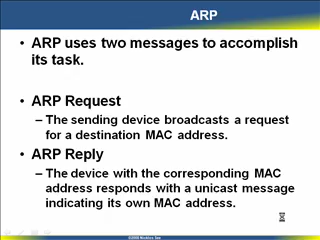 ARP
• ARP uses two messages to accomplish
its task.
• ARP Request
– The sending device broadcasts a request
for a destination MAC address.
• ARP Reply
– The device with the corresponding MAC
address responds with a unicast message
indicating its own MAC address.